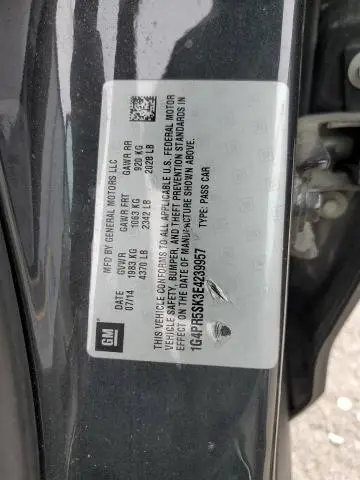 GM
MFD BY GENERAL MOTORS LLC
DATE GVWR GAWR FRT GAWR RR
07/14 1983 KG 1063 KG 920 KG
4370 LB 2342 LB 2028 LB
THIS VEHICLE CONFORMS TO ALL APPLICABLE U.S. FEDERAL MOTOR
VEHICLE SAFETY, BUMPER, AND THEFT PREVENTION STANDARDS IN
EFFECT ON THE DATE OF MANUFACTURE SHOWN ABOVE.
1G4PR5SK3E4239957 TYPE: PASS CAR